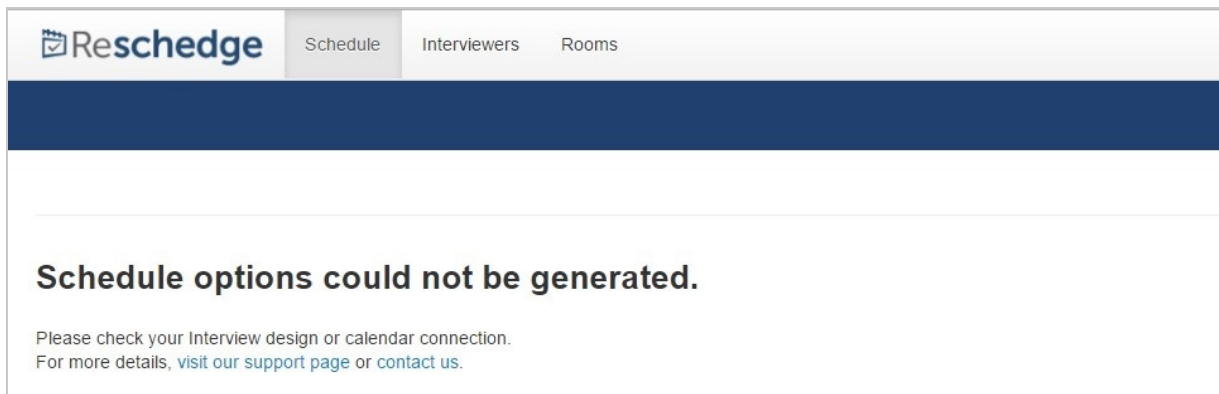 Reschedge Schedule Interviewers Rooms
Schedule options could not be generated.
Please check your Interview design or calendar connection.
For more details, visit our support page or contact us.